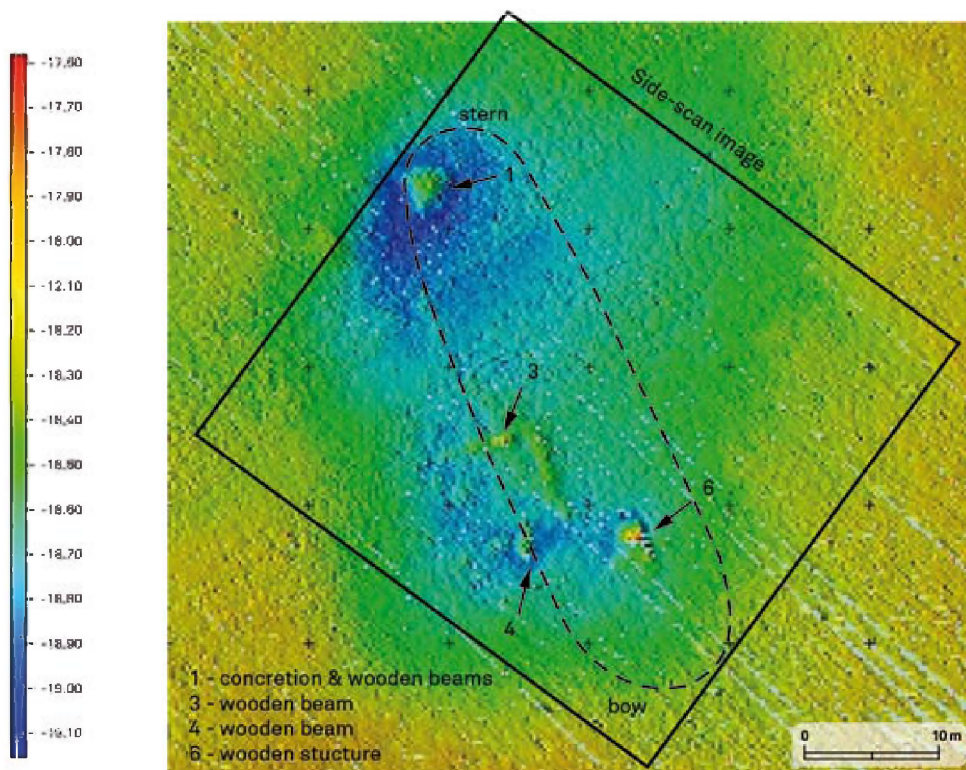 -17.60
-17.70
-17.80
-17.90
-18.00
-12.10
-18.20
-18.30
-18.40
-18.50
-18.60
-18.70
-18.80
-18.90
-19.00
-19.10
stern
Side-scan image
1
3
6
4
1 - concretion & wooden beams
3 - wooden beam
4 - wooden beam
6 - wooden stucture
bow
0 10 m